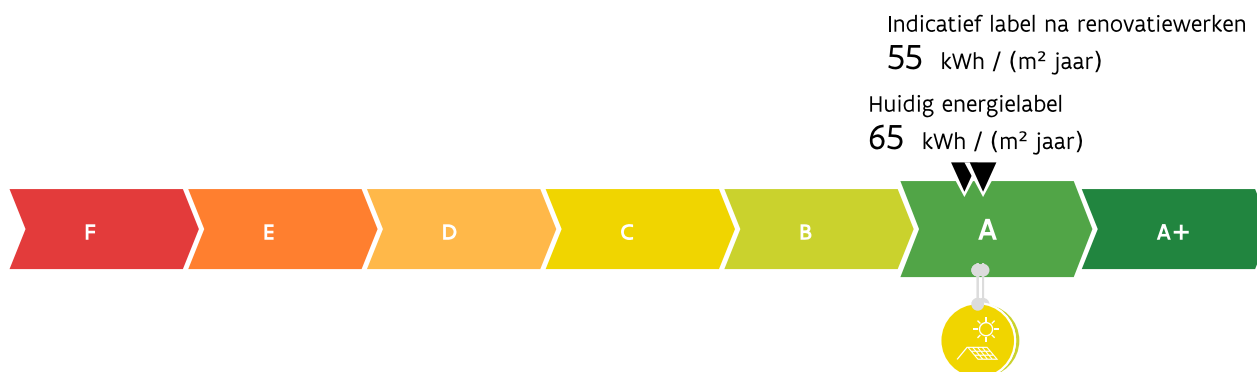 Indicatief label na renovatiewerken
55 kWh / (m² jaar)
Huidig energielabel
65 kWh / (m² jaar)
F E D C B A A+